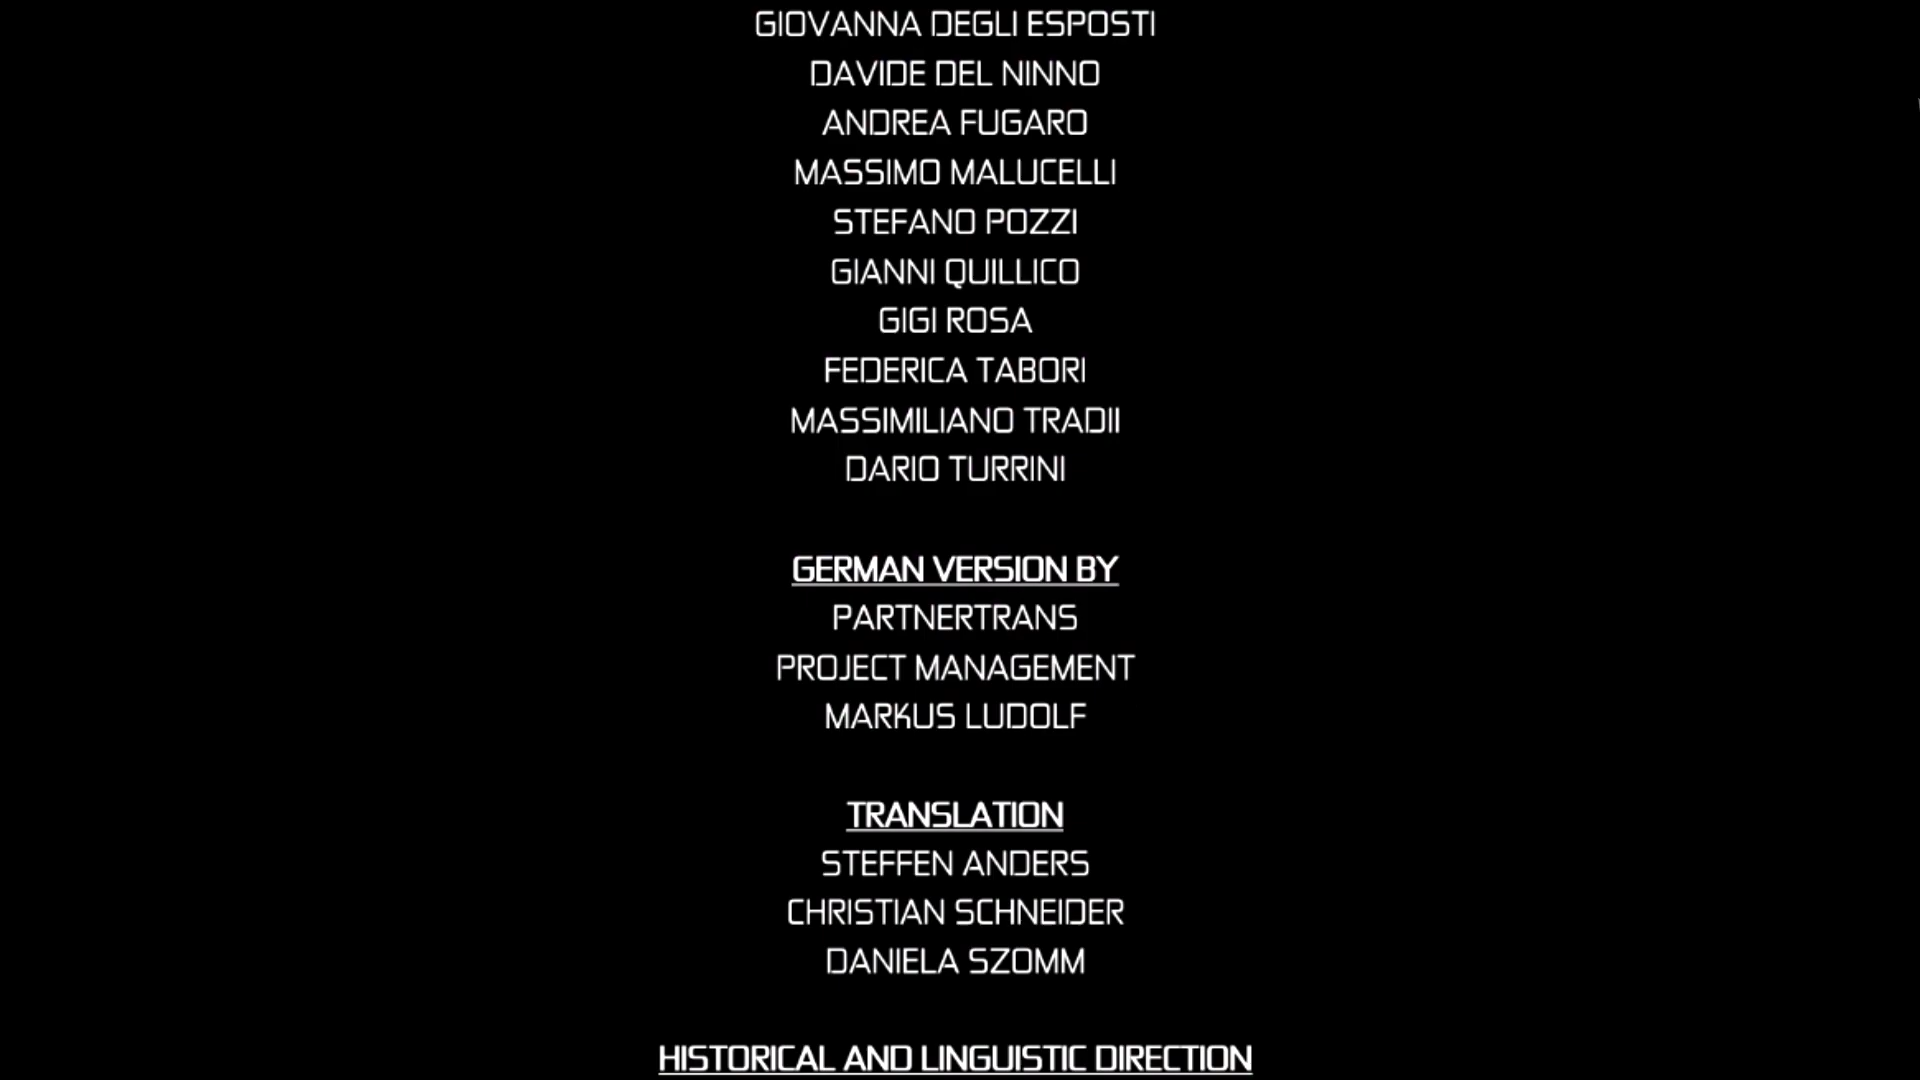 GIOVANNA DEGLI ESPOSTI
DAVIDE DEL NINNO
ANDREA FUGARO
MASSIMO MALUCELLI
STEFANO POZZI
GIANNI QUILLICO
GIGI ROSA
FEDERICA TABORI
MASSIMILIANO TRADII
DARIO TURRINI
GERMAN VERSION BY
PARTNERTRANS
PROJECT MANAGEMENT
MARKUS LUDOLF
TRANSLATION
STEFFEN ANDERS
CHRISTIAN SCHNEIDER
DANIELA SZOMM
HISTORICAL AND LINGUISTIC DIRECTION